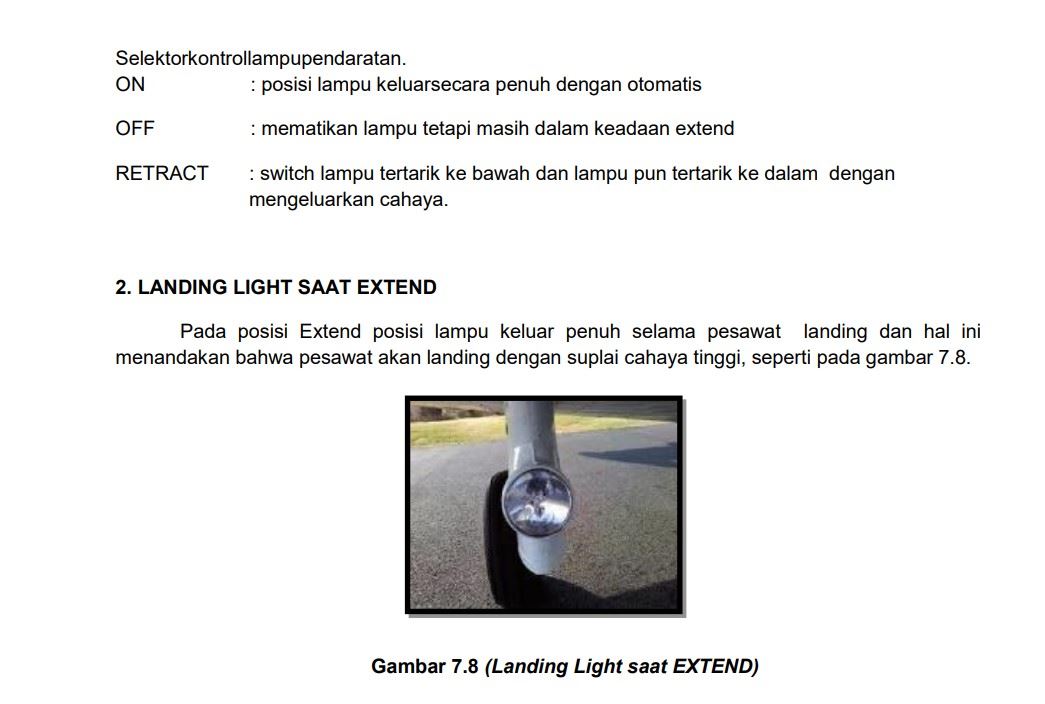 Selektorkontrollampupendaratan.
ON : posisi lampu keluarsecara penuh dengan otomatis
OFF : mematikan lampu tetapi masih dalam keadaan extend
RETRACT : switch lampu tertarik ke bawah dan lampu pun tertarik ke dalam dengan
mengeluarkan cahaya.
2. LANDING LIGHT SAAT EXTEND
Pada posisi Extend posisi lampu keluar penuh selama pesawat landing dan hal ini
menandakan bahwa pesawat akan landing dengan suplai cahaya tinggi, seperti pada gambar 7.8.
Gambar 7.8 (Landing Light saat EXTEND)